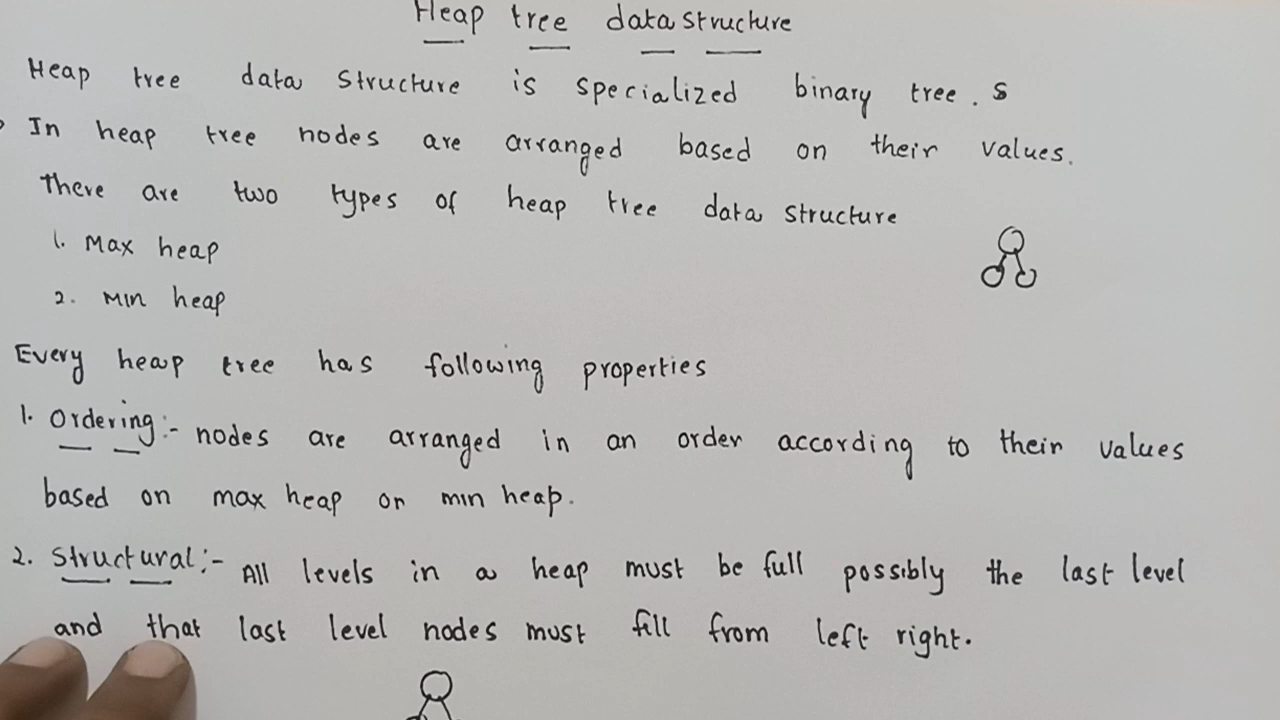 Heap tree data structure
Heap tree data structure is specialized binary tree. s
In heap tree nodes are arranged based on their values.
There are two types of heap tree data structure
1. Max heap
2. Min heap
Every heap tree has following properties
1. Ordering:- nodes are arranged in an order according to their values
based on max heap or min heap.
2. Structural:- All levels in a heap must be full possibly the last level
and that last level nodes must fill from left right.